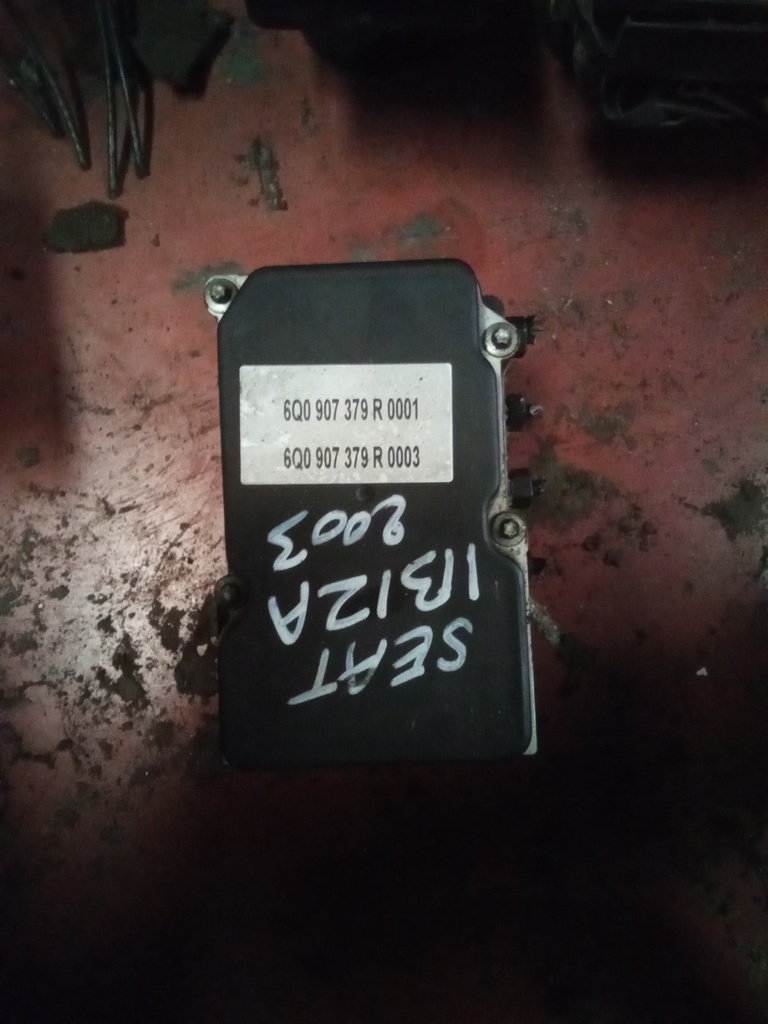 6Q0 907 379 R 0001
6Q0 907 379 R 0003
SEAT
IBIZA
2003